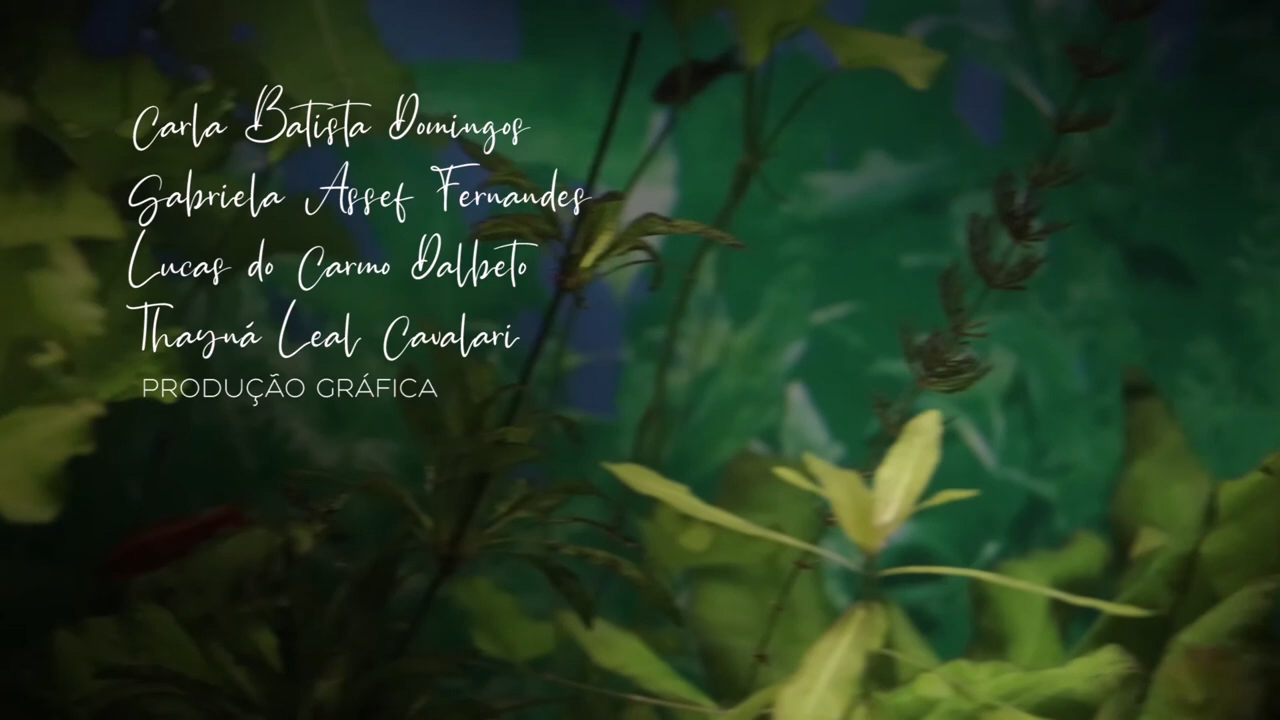 Carla Batista Domingos
Gabriela Assef Fernandes
Lucas do Carmo Dalbeto
Thayná Leal Cavalari
PRODUÇÃO GRÁFICA